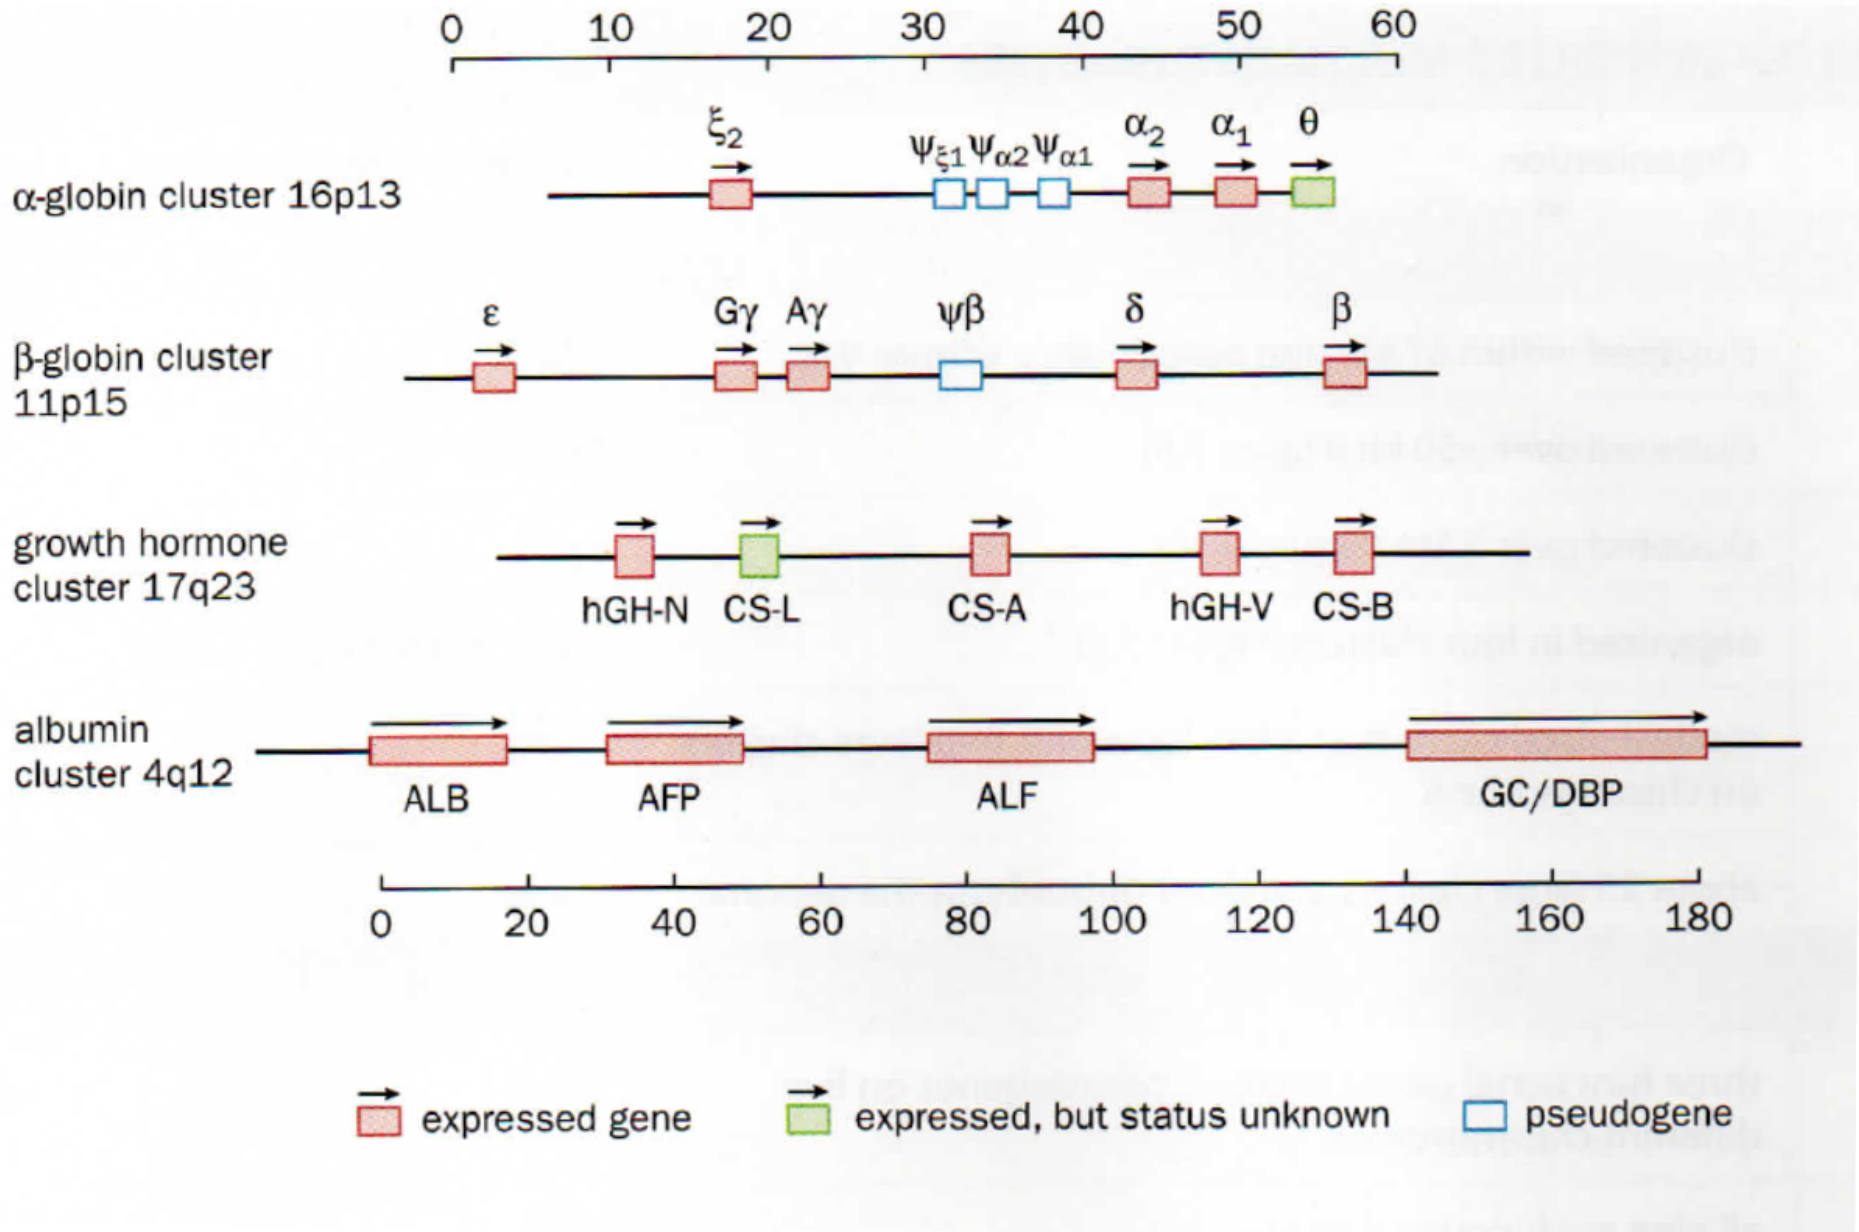 0 10 20 30 40 50 60
ξ2 ψξ1 ψα2 ψα1 α2 α1 θ
α-globin cluster 16p13
ε Gγ Aγ ψβ δ β
β-globin cluster
11p15
growth hormone
cluster 17q23
hGH-N CS-L CS-A hGH-V CS-B
albumin
cluster 4q12
ALB AFP ALF GC/DBP
0 20 40 60 80 100 120 140 160 180
expressed gene expressed, but status unknown pseudogene